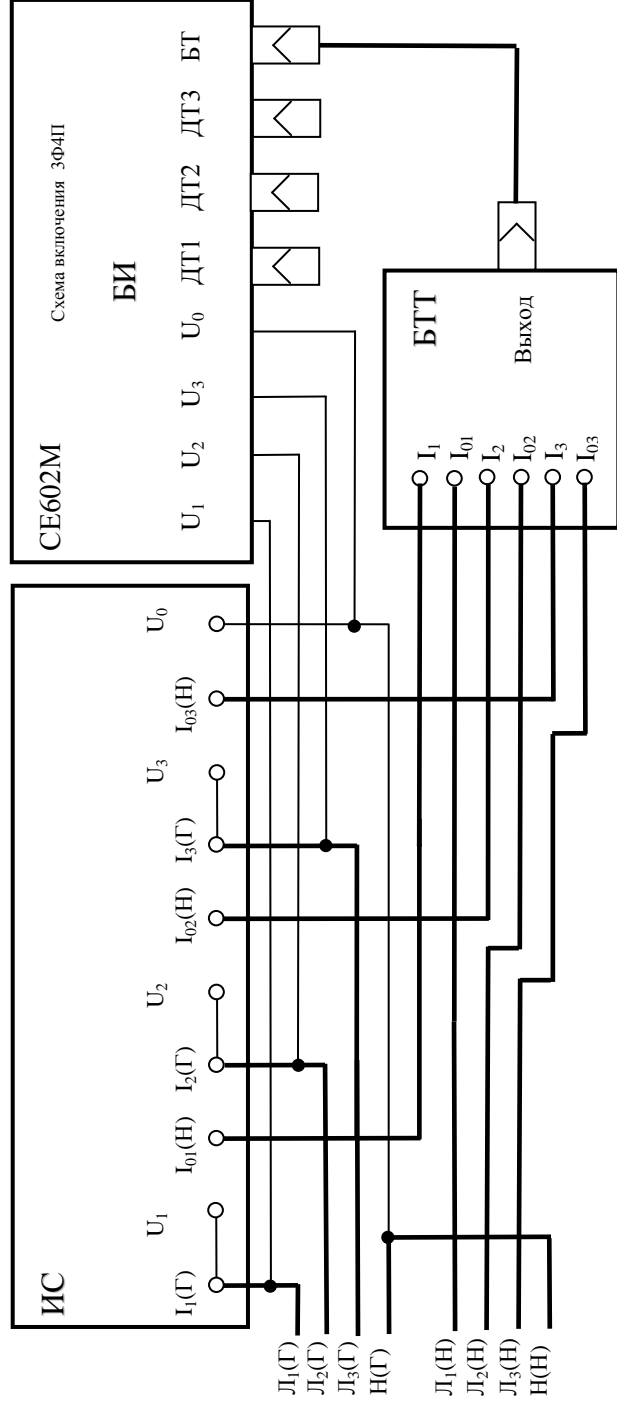 ИС
I₁(Г)
U₁
I₀₁(Н)
I₂(Г)
U₂
I₀₂(Н)
I₃(Г)
U₃
I₀₃(Н)
U₀
СЕ602М
Схема включения 3Ф4П
БИ
U₁
U₂
U₃
U₀
ДТ1
ДТ2
ДТ3
БТ
БТТ
Выход
I₁
I₀₁
I₂
I₀₂
I₃
I₀₃
Л₁(Г)
Л₂(Г)
Л₃(Г)
Н(Г)
Л₁(Н)
Л₂(Н)
Л₃(Н)
Н(Н)